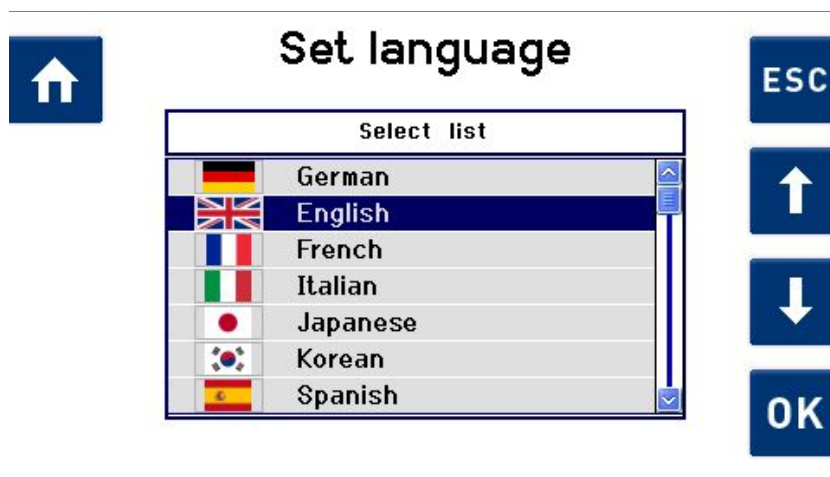 Set language
ESC
Select list
German
English
French
Italian
Japanese
Korean
Spanish
OK